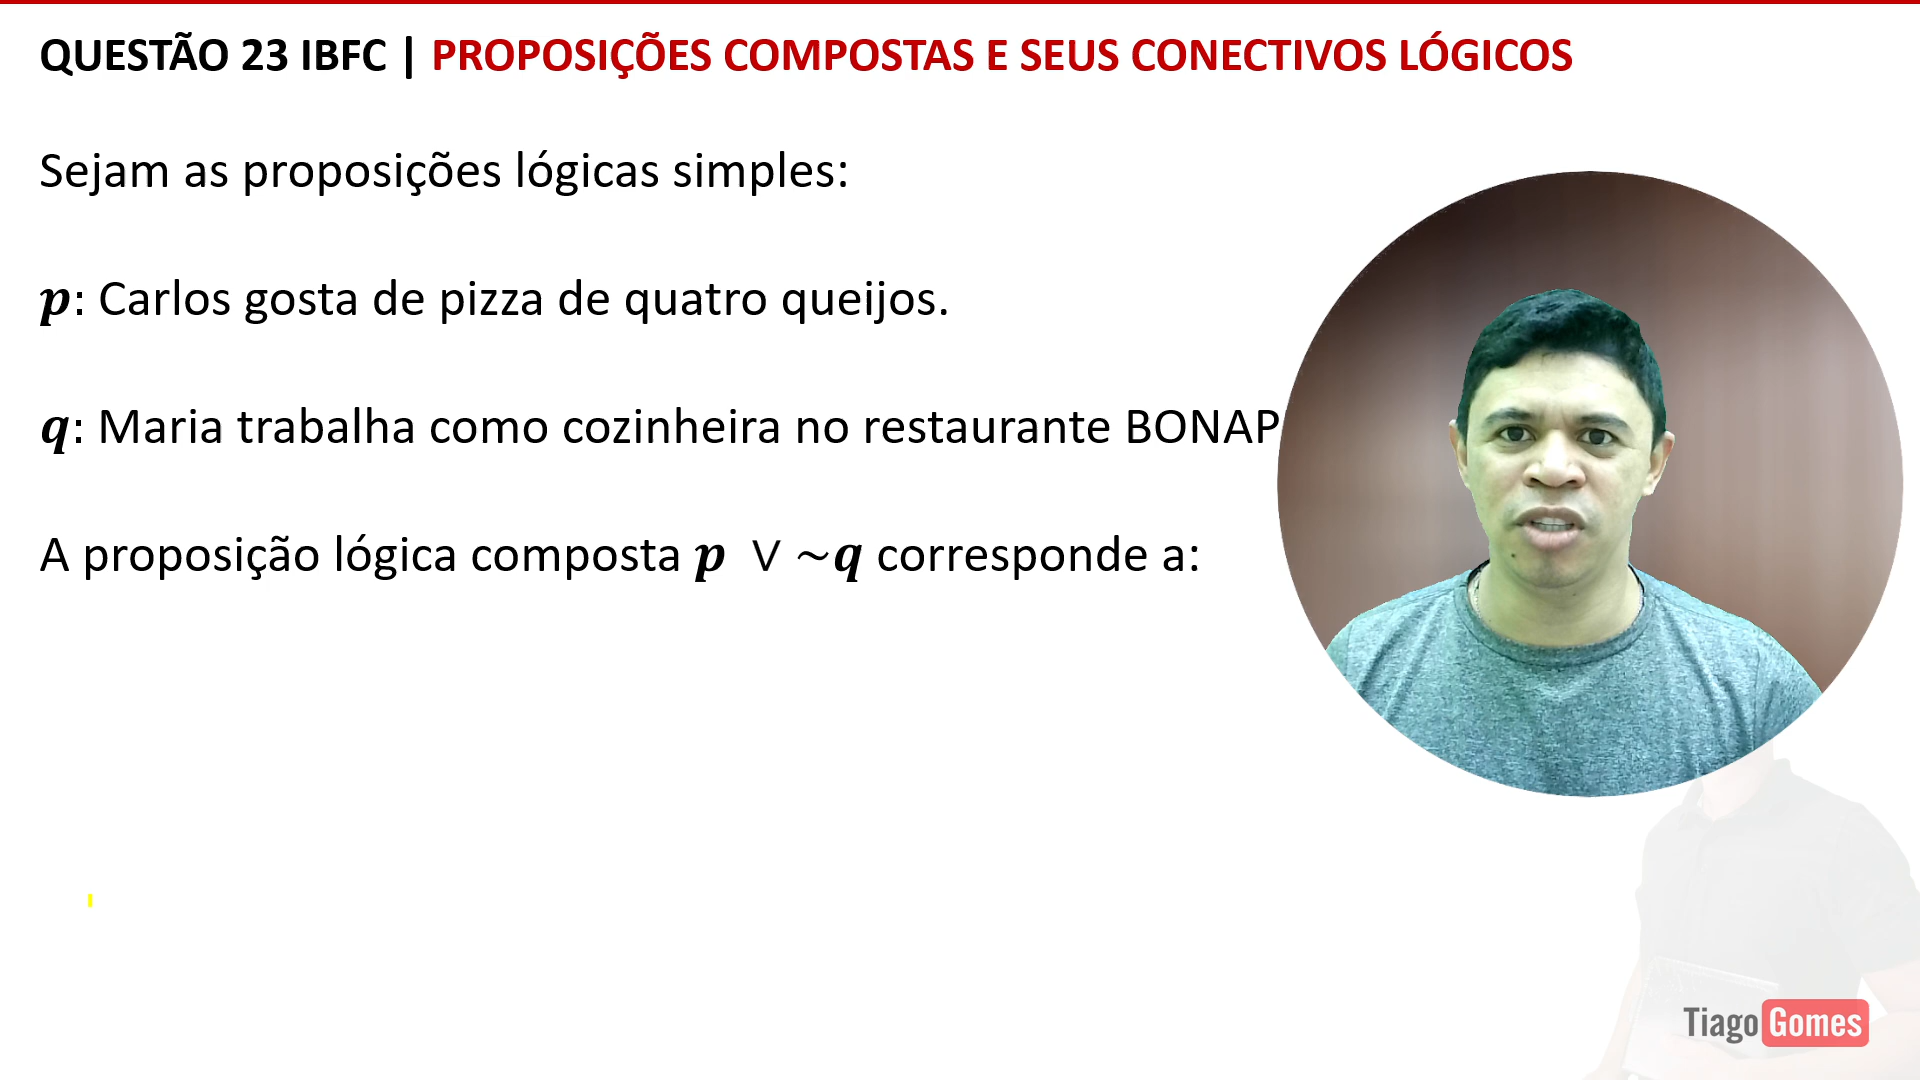 QUESTÃO 23 IBFC | PROPOSIÇÕES COMPOSTAS E SEUS CONECTIVOS LÓGICOS
Sejam as proposições lógicas simples:
p: Carlos gosta de pizza de quatro queijos.
q: Maria trabalha como cozinheira no restaurante BONAP
A proposição lógica composta p ∨ ~q corresponde a:
Tiago Gomes